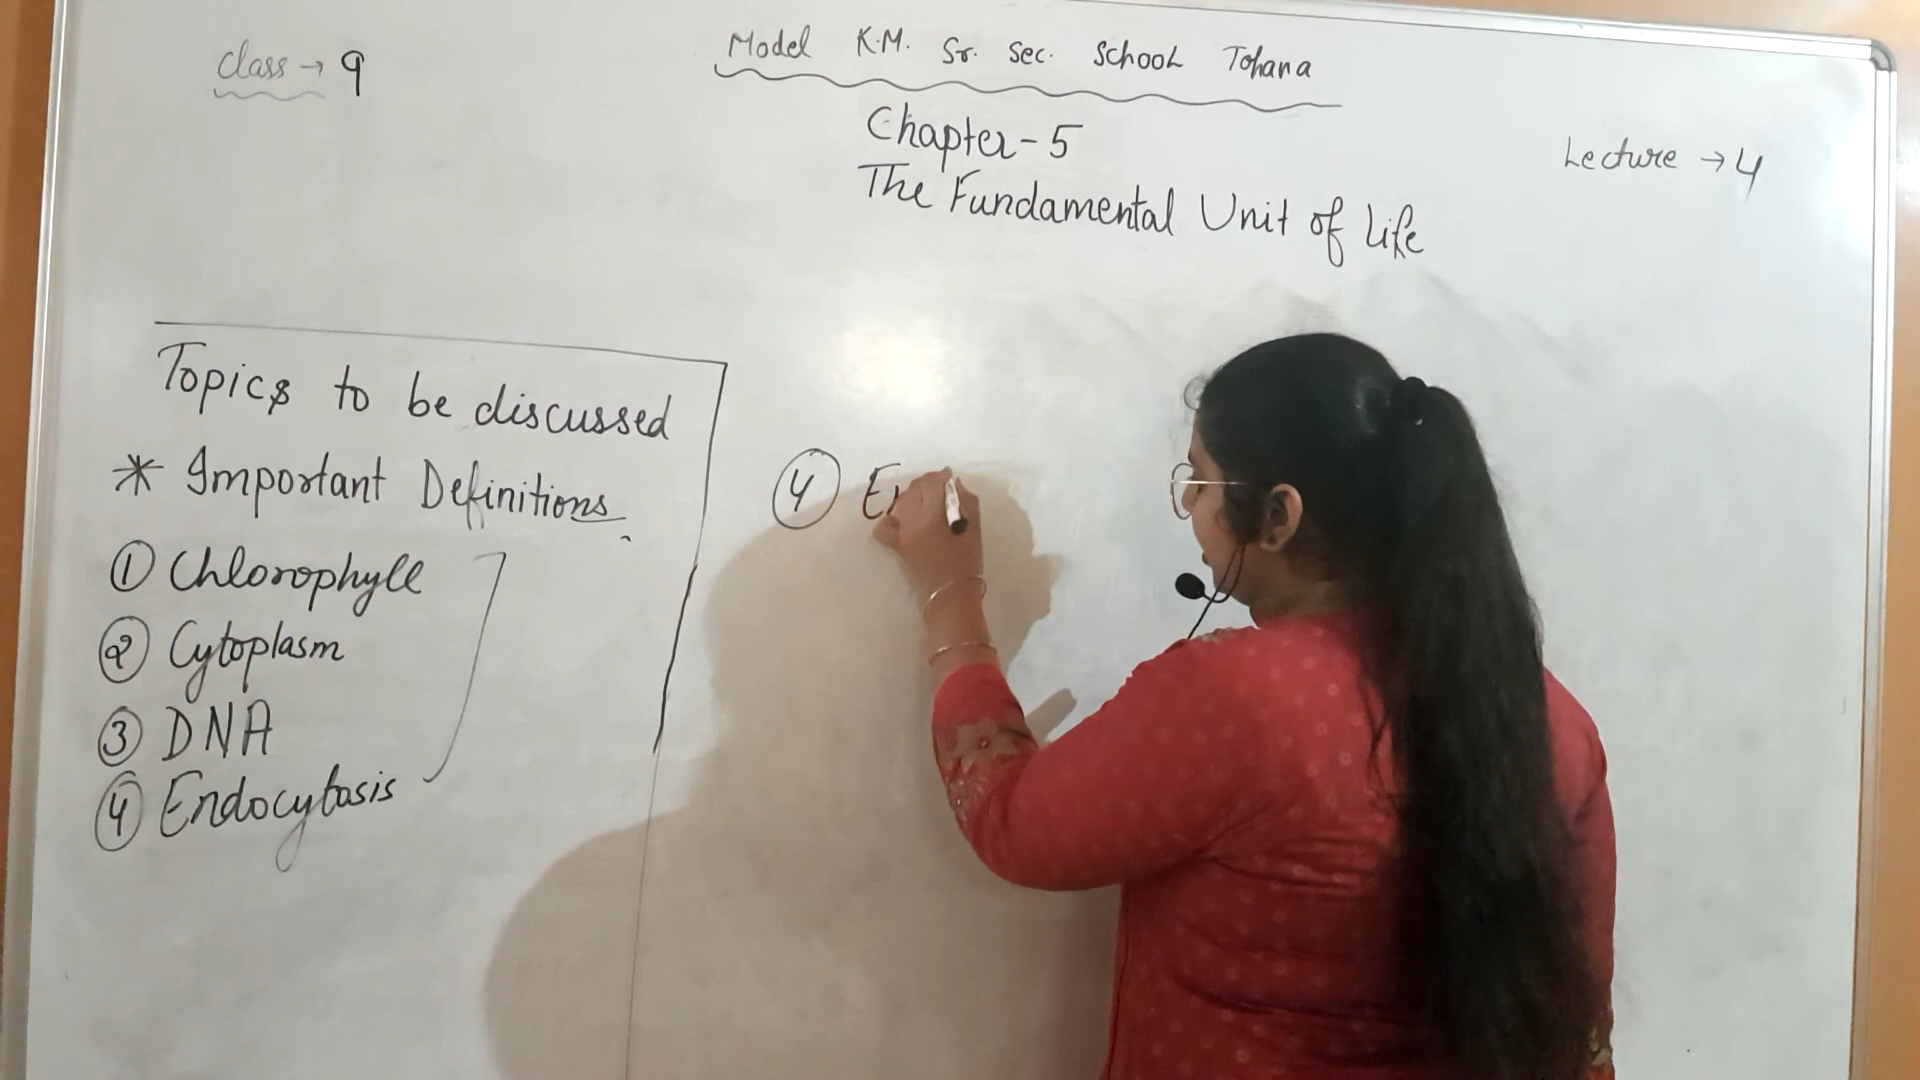 Class → 9
Model K.M. Sr. Sec. School Tohana
Chapter-5
Lecture → 4
The Fundamental Unit of Life
Topics to be discussed
* Important Definitions
① Chlorophyll
② Cytoplasm
③ DNA
④ Endocytosis
④ En